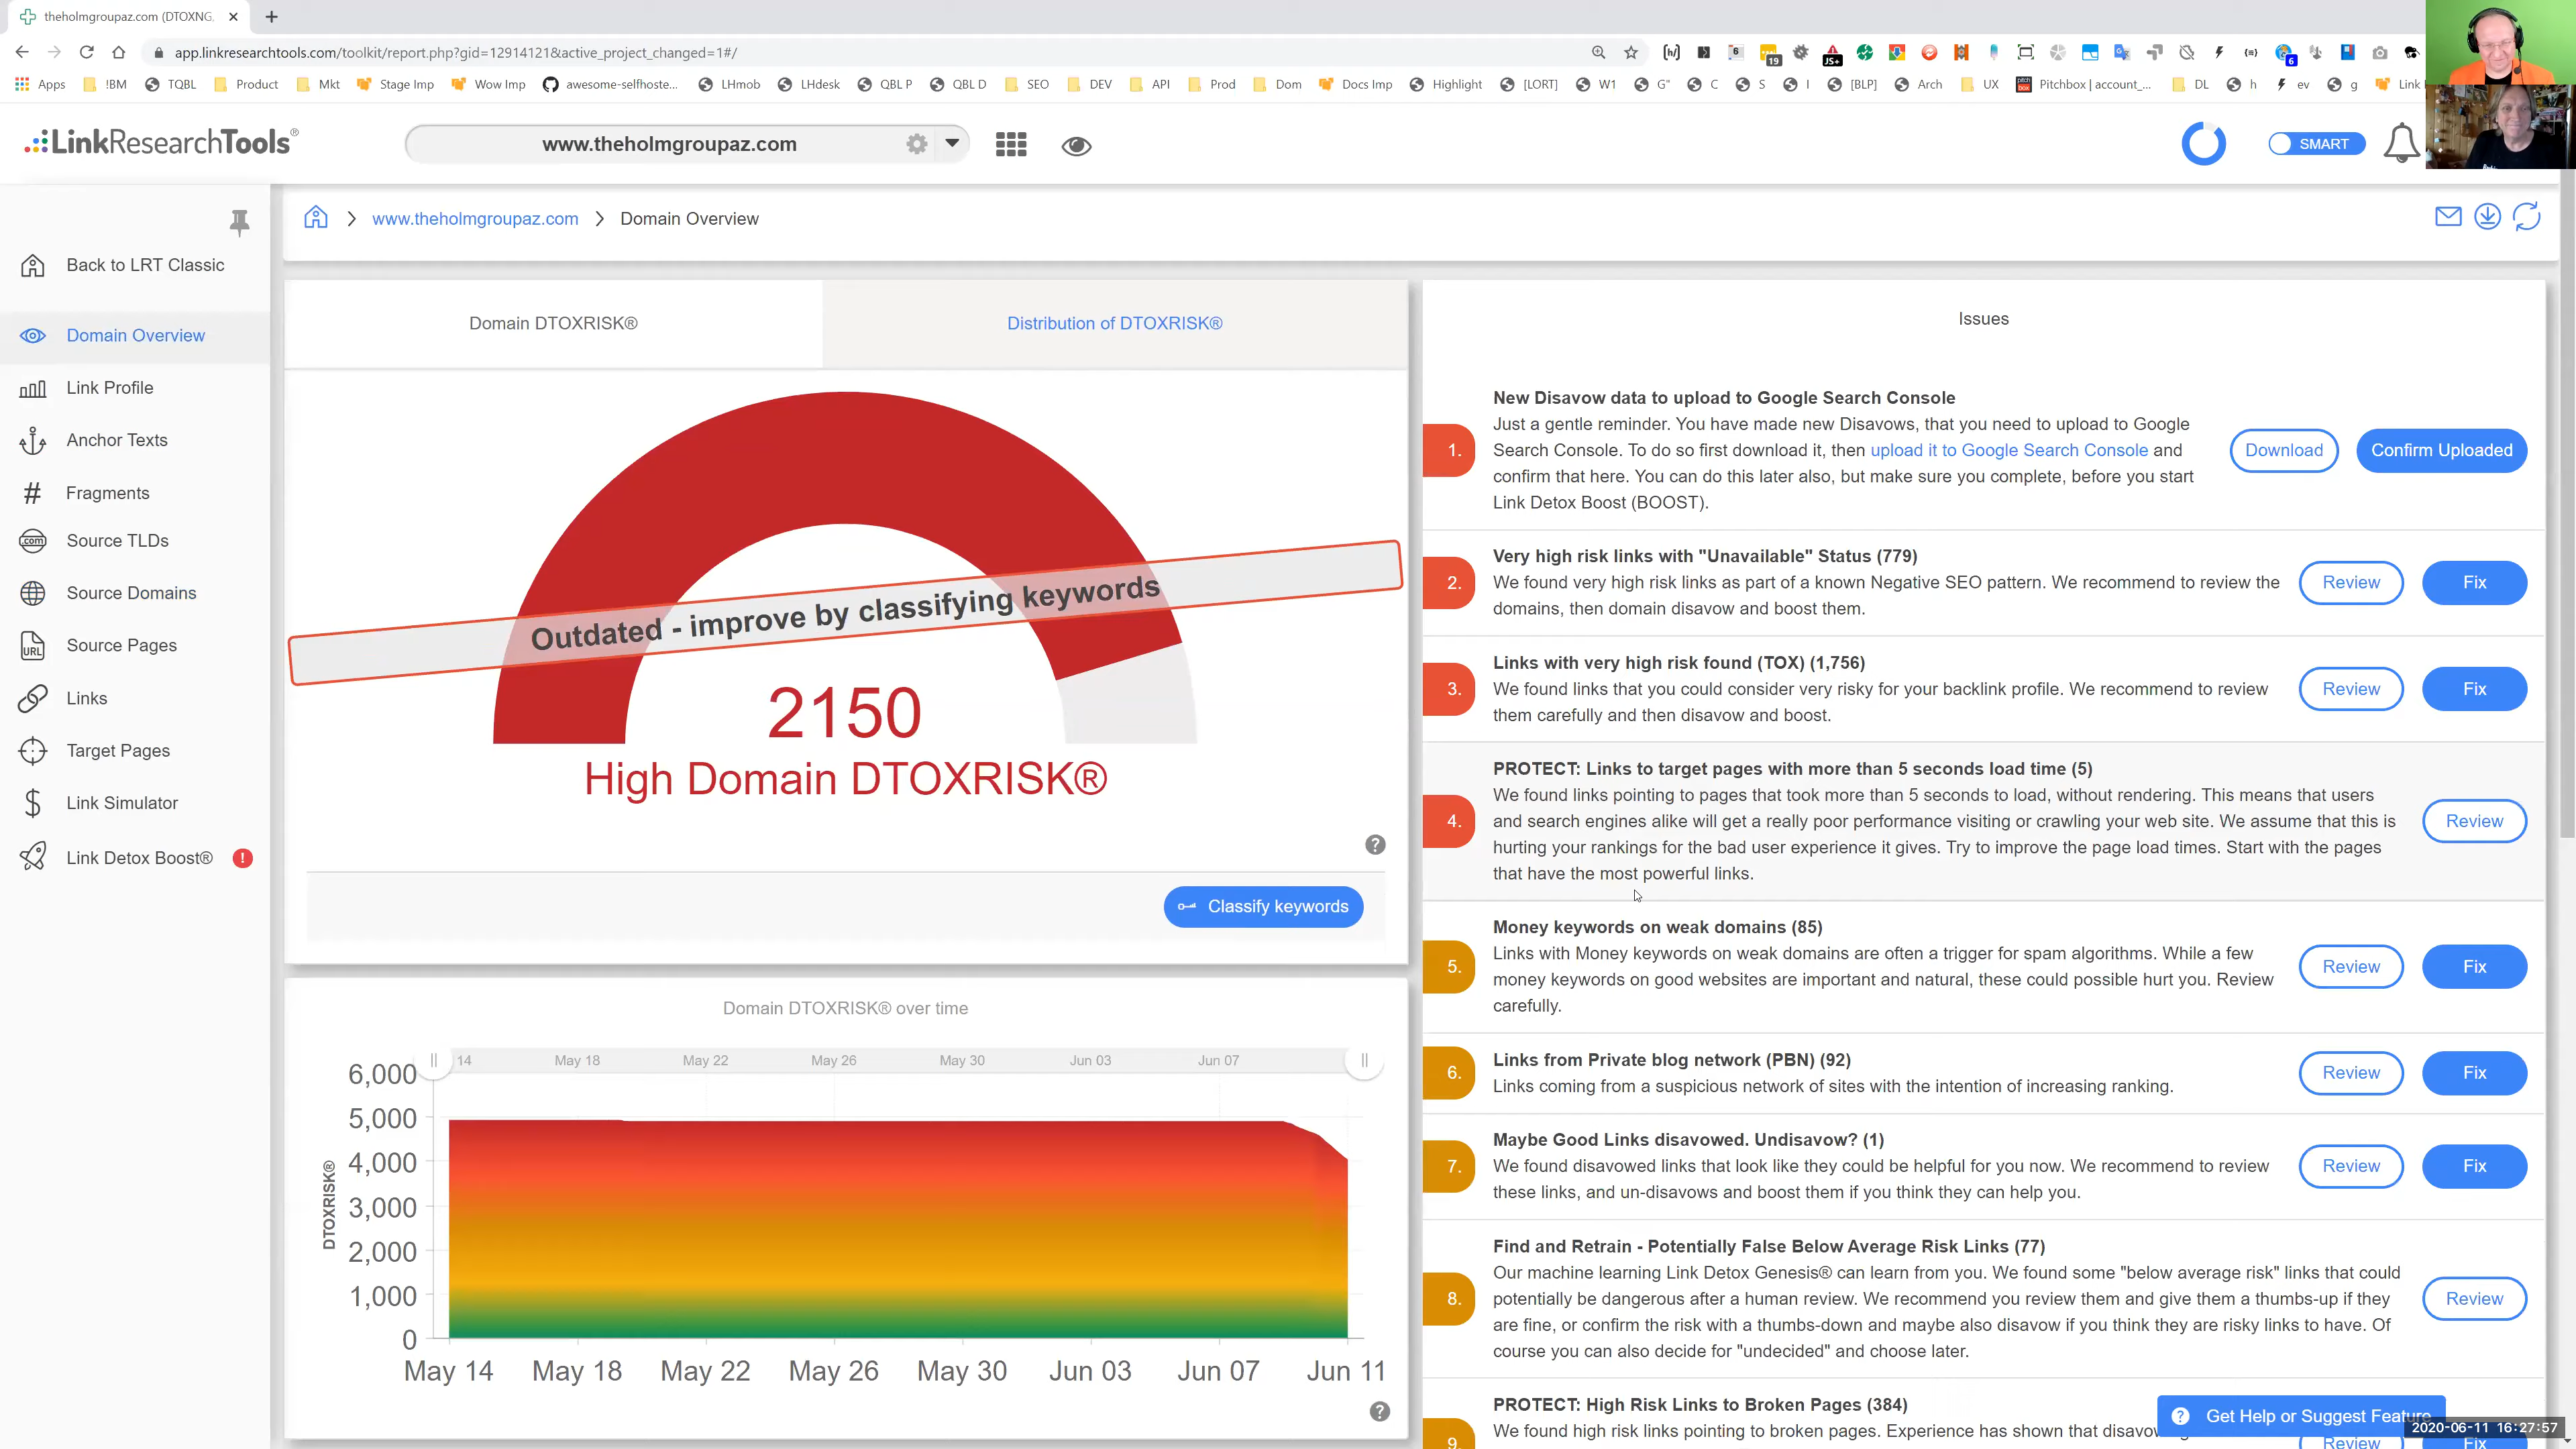 theholmgroupaz.com (DTOXNG.
app.linkresearchtools.com/toolkit/report.php?gid=12914121&active_project_changed=1#/
Apps !BM TQBL Product Mkt Stage Imp Wow Imp awesome-selfhoste... LHmob LHdesk QBL P QBL D SEO DEV API Prod Dom Docs Imp Highlight [LORT] W1 G" C S I [BLP] Arch UX Pitchbox | account_... DL h ev g Link
LinkResearchTools®
www.theholmgroupaz.com
SMART
www.theholmgroupaz.com > Domain Overview
Back to LRT Classic
Domain Overview
Link Profile
Anchor Texts
Fragments
Source TLDs
Source Domains
Source Pages
Links
Target Pages
Link Simulator
Link Detox Boost® !
Domain DTOXRISK®
Distribution of DTOXRISK®
Outdated - improve by classifying keywords
2150
High Domain DTOXRISK®
Classify keywords
Domain DTOXRISK® over time
14 May 18 May 22 May 26 May 30 Jun 03 Jun 07
6,000
5,000
4,000
3,000
2,000
1,000
0
DTOXRISK®
May 14 May 18 May 22 May 26 May 30 Jun 03 Jun 07 Jun 11
Issues
1.
New Disavow data to upload to Google Search Console
Just a gentle reminder. You have made new Disavows, that you need to upload to Google
Search Console. To do so first download it, then upload it to Google Search Console and
confirm that here. You can do this later also, but make sure you complete, before you start
Link Detox Boost (BOOST).
Download Confirm Uploaded
2.
Very high risk links with "Unavailable" Status (779)
We found very high risk links as part of a known Negative SEO pattern. We recommend to review the
domains, then domain disavow and boost them.
Review Fix
3.
Links with very high risk found (TOX) (1,756)
We found links that you could consider very risky for your backlink profile. We recommend to review
them carefully and then disavow and boost.
Review Fix
4.
PROTECT: Links to target pages with more than 5 seconds load time (5)
We found links pointing to pages that took more than 5 seconds to load, without rendering. This means that users
and search engines alike will get a really poor performance visiting or crawling your web site. We assume that this is
hurting your rankings for the bad user experience it gives. Try to improve the page load times. Start with the pages
that have the most powerful links.
Review
5.
Money keywords on weak domains (85)
Links with Money keywords on weak domains are often a trigger for spam algorithms. While a few
money keywords on good websites are important and natural, these could possible hurt you. Review
carefully.
Review Fix
6.
Links from Private blog network (PBN) (92)
Links coming from a suspicious network of sites with the intention of increasing ranking.
Review Fix
7.
Maybe Good Links disavowed. Undisavow? (1)
We found disavowed links that look like they could be helpful for you now. We recommend to review
these links, and un-disavows and boost them if you think they can help you.
Review Fix
8.
Find and Retrain - Potentially False Below Average Risk Links (77)
Our machine learning Link Detox Genesis® can learn from you. We found some "below average risk" links that could
potentially be dangerous after a human review. We recommend you review them and give them a thumbs-up if they
are fine, or confirm the risk with a thumbs-down and maybe also disavow if you think they are risky links to have. Of
course you can also decide for "undecided" and choose later.
Review
9.
PROTECT: High Risk Links to Broken Pages (384)
We found high risk links pointing to broken pages. Experience has shown that
Review Fix
Get Help or Suggest Feature
2020-06-11 16:27:57